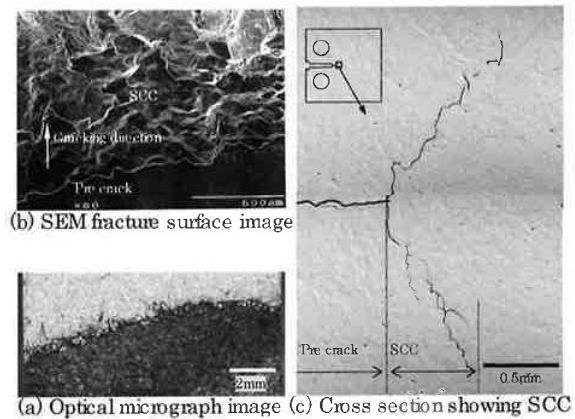 SCC
Cracking direction
Pre crack
600μm
(b) SEM fracture surface image
2mm
Pre crack
SCC
0.5mm
(a) Optical micrograph image (c) Cross section showing SCC